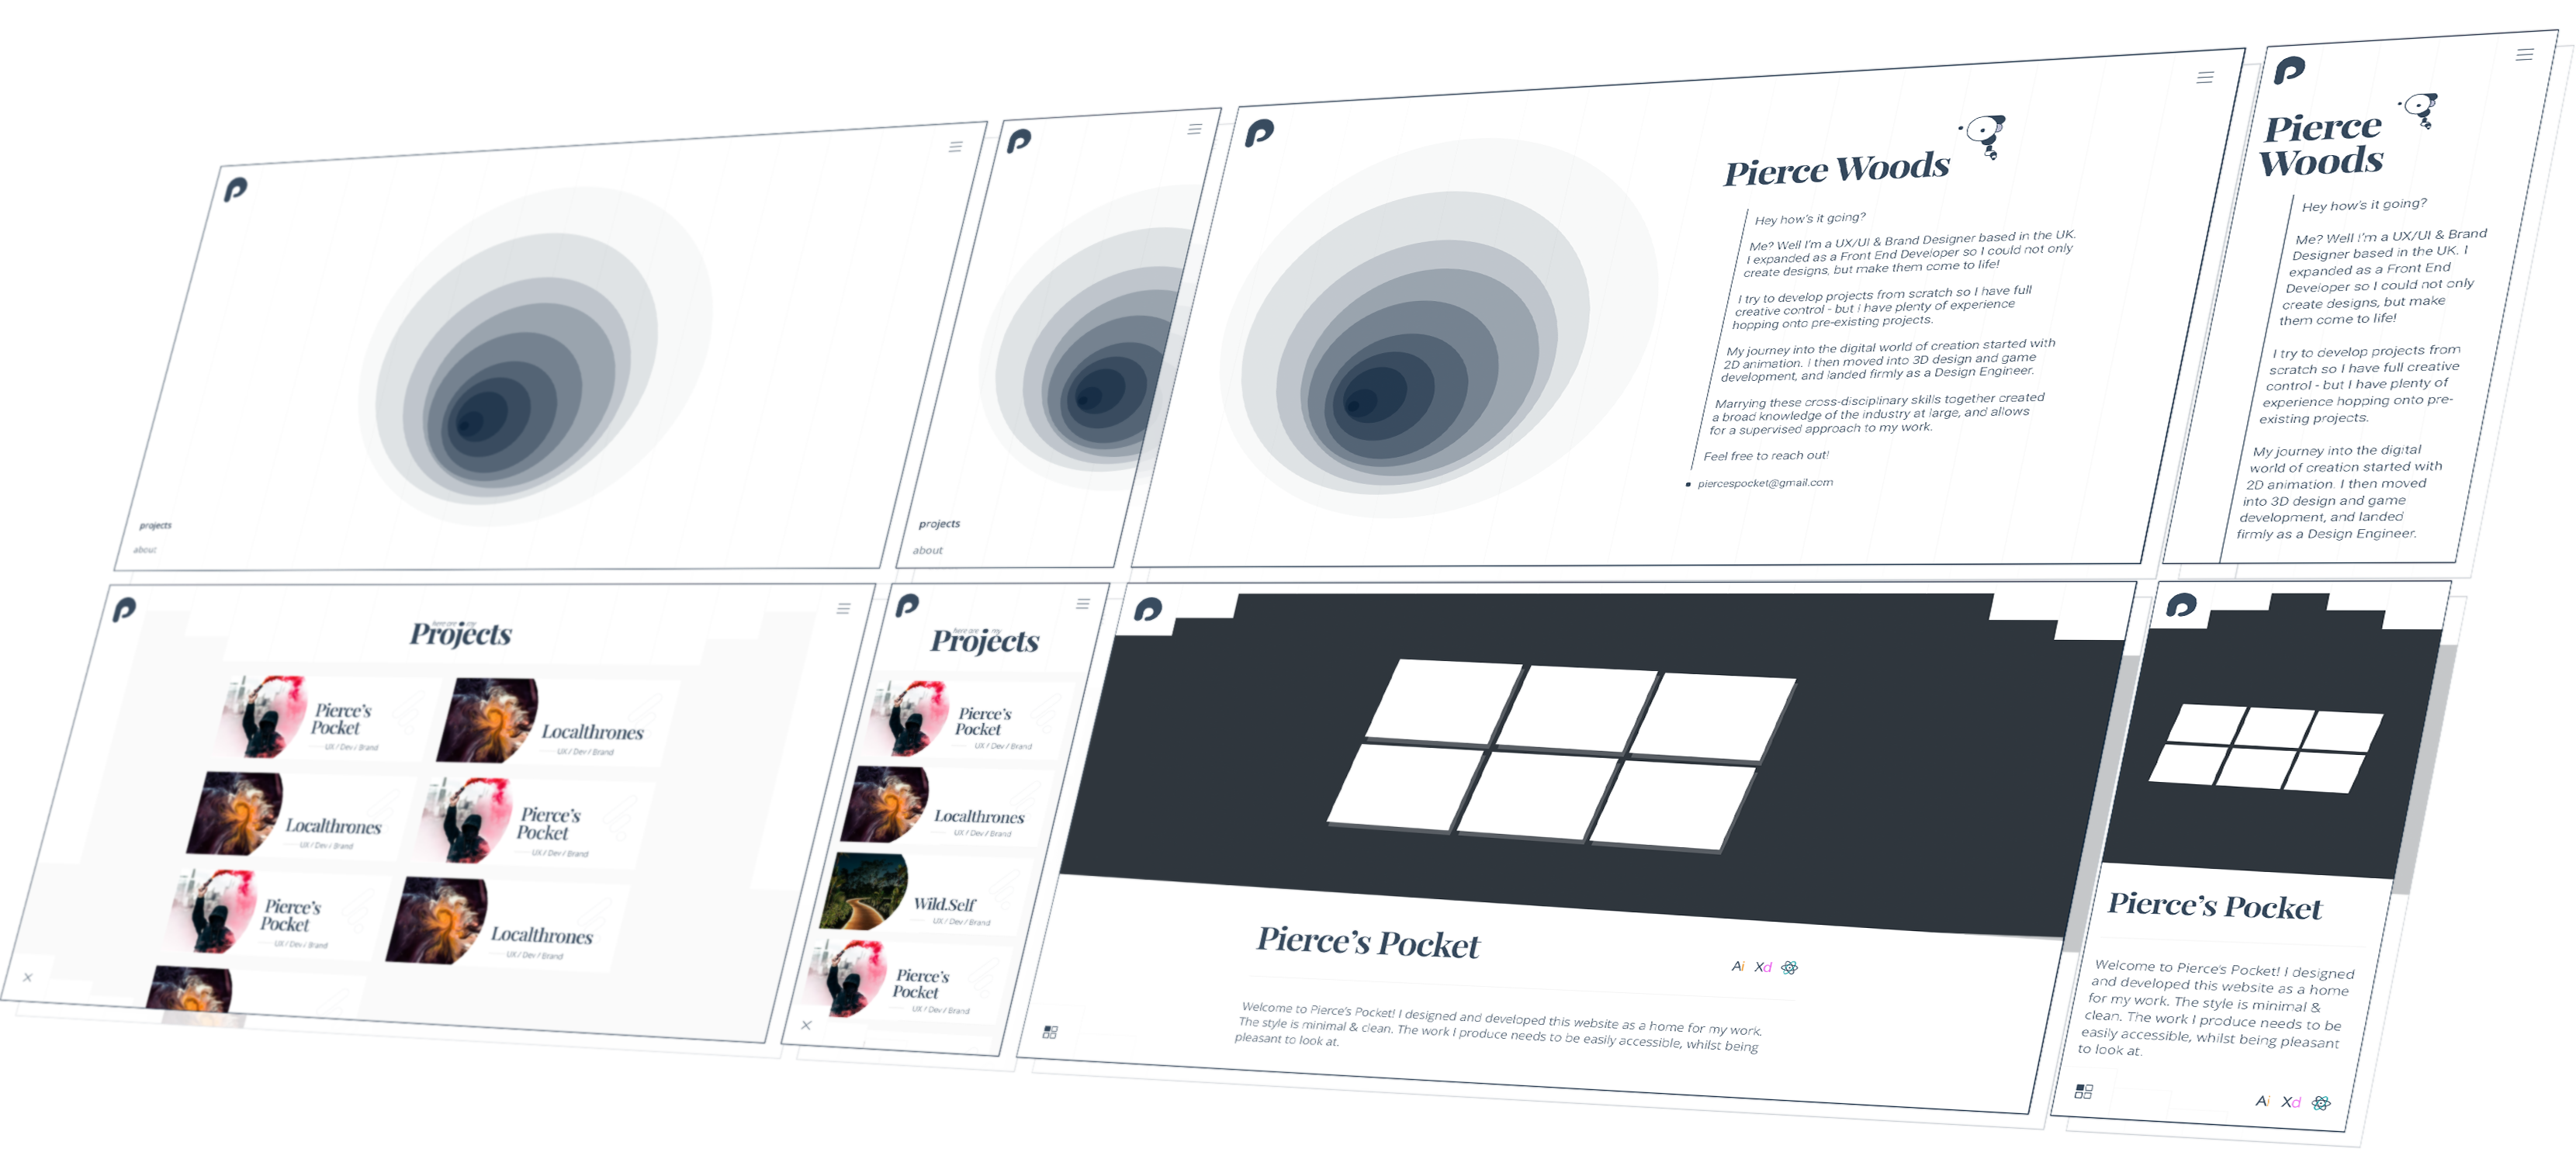 projects
about
projects
about
Pierce Woods
Hey how's it going?
Me? Well I'm a UX/UI & Brand Designer based in the UK.
I expanded as a Front End Developer so I could not only
create designs, but make them come to life!
I try to develop projects from scratch so I have full
creative control - but i have plenty of experience
hopping onto pre-existing projects.
My journey into the digital world of creation started with
2D animation. I then moved into 3D design and game
development, and landed firmly as a Design Engineer.
Marrying these cross-disciplinary skills together created
a broad knowledge of the industry at large, and allows
for a supervised approach to my work.
Feel free to reach out!
piercespocket@gmail.com
Pierce
Woods
Hey how's it going?
Me? Well I'm a UX/UI & Brand
Designer based in the UK. I
expanded as a Front End
Developer so I could not only
create designs, but make
them come to life!
I try to develop projects from
scratch so I have full creative
control - but I have plenty of
experience hopping onto pre-
existing projects.
My journey into the digital
world of creation started with
2D animation. I then moved
into 3D design and game
development, and landed
firmly as a Design Engineer.
here are my
Projects
Pierce's
Pocket
UX / Dev / Brand
Localthrones
UX / Dev / Brand
Localthrones
UX / Dev / Brand
Pierce's
Pocket
UX / Dev / Brand
Pierce's
Pocket
UX / Dev / Brand
Localthrones
UX / Dev / Brand
here are my
Projects
Pierce's
Pocket
UX / Dev / Brand
Localthrones
UX / Dev / Brand
Wild.Self
UX / Dev / Brand
Pierce's
Pocket
UX / Dev / Brand
Pierce's Pocket
Ai Xd
Welcome to Pierce's Pocket! I designed and developed this website as a home for my work.
The style is minimal & clean. The work I produce needs to be easily accessible, whilst being
pleasant to look at.
Pierce's Pocket
Welcome to Pierce's Pocket! I designed
and developed this website as a home
for my work. The style is minimal &
clean. The work I produce needs to be
easily accessible, whilst being pleasant
to look at.
Ai Xd